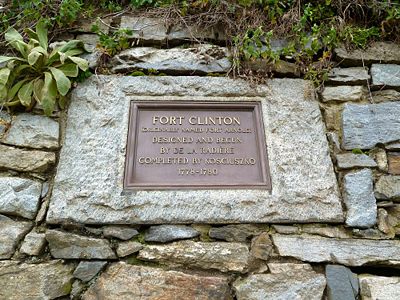 FORT CLINTON
(ORIGINALLY NAMED FORT ARNOLD)
DESIGNED AND BEGUN
BY DE LA RADIERE
COMPLETED BY KOSCIUSZKO
1778-1780